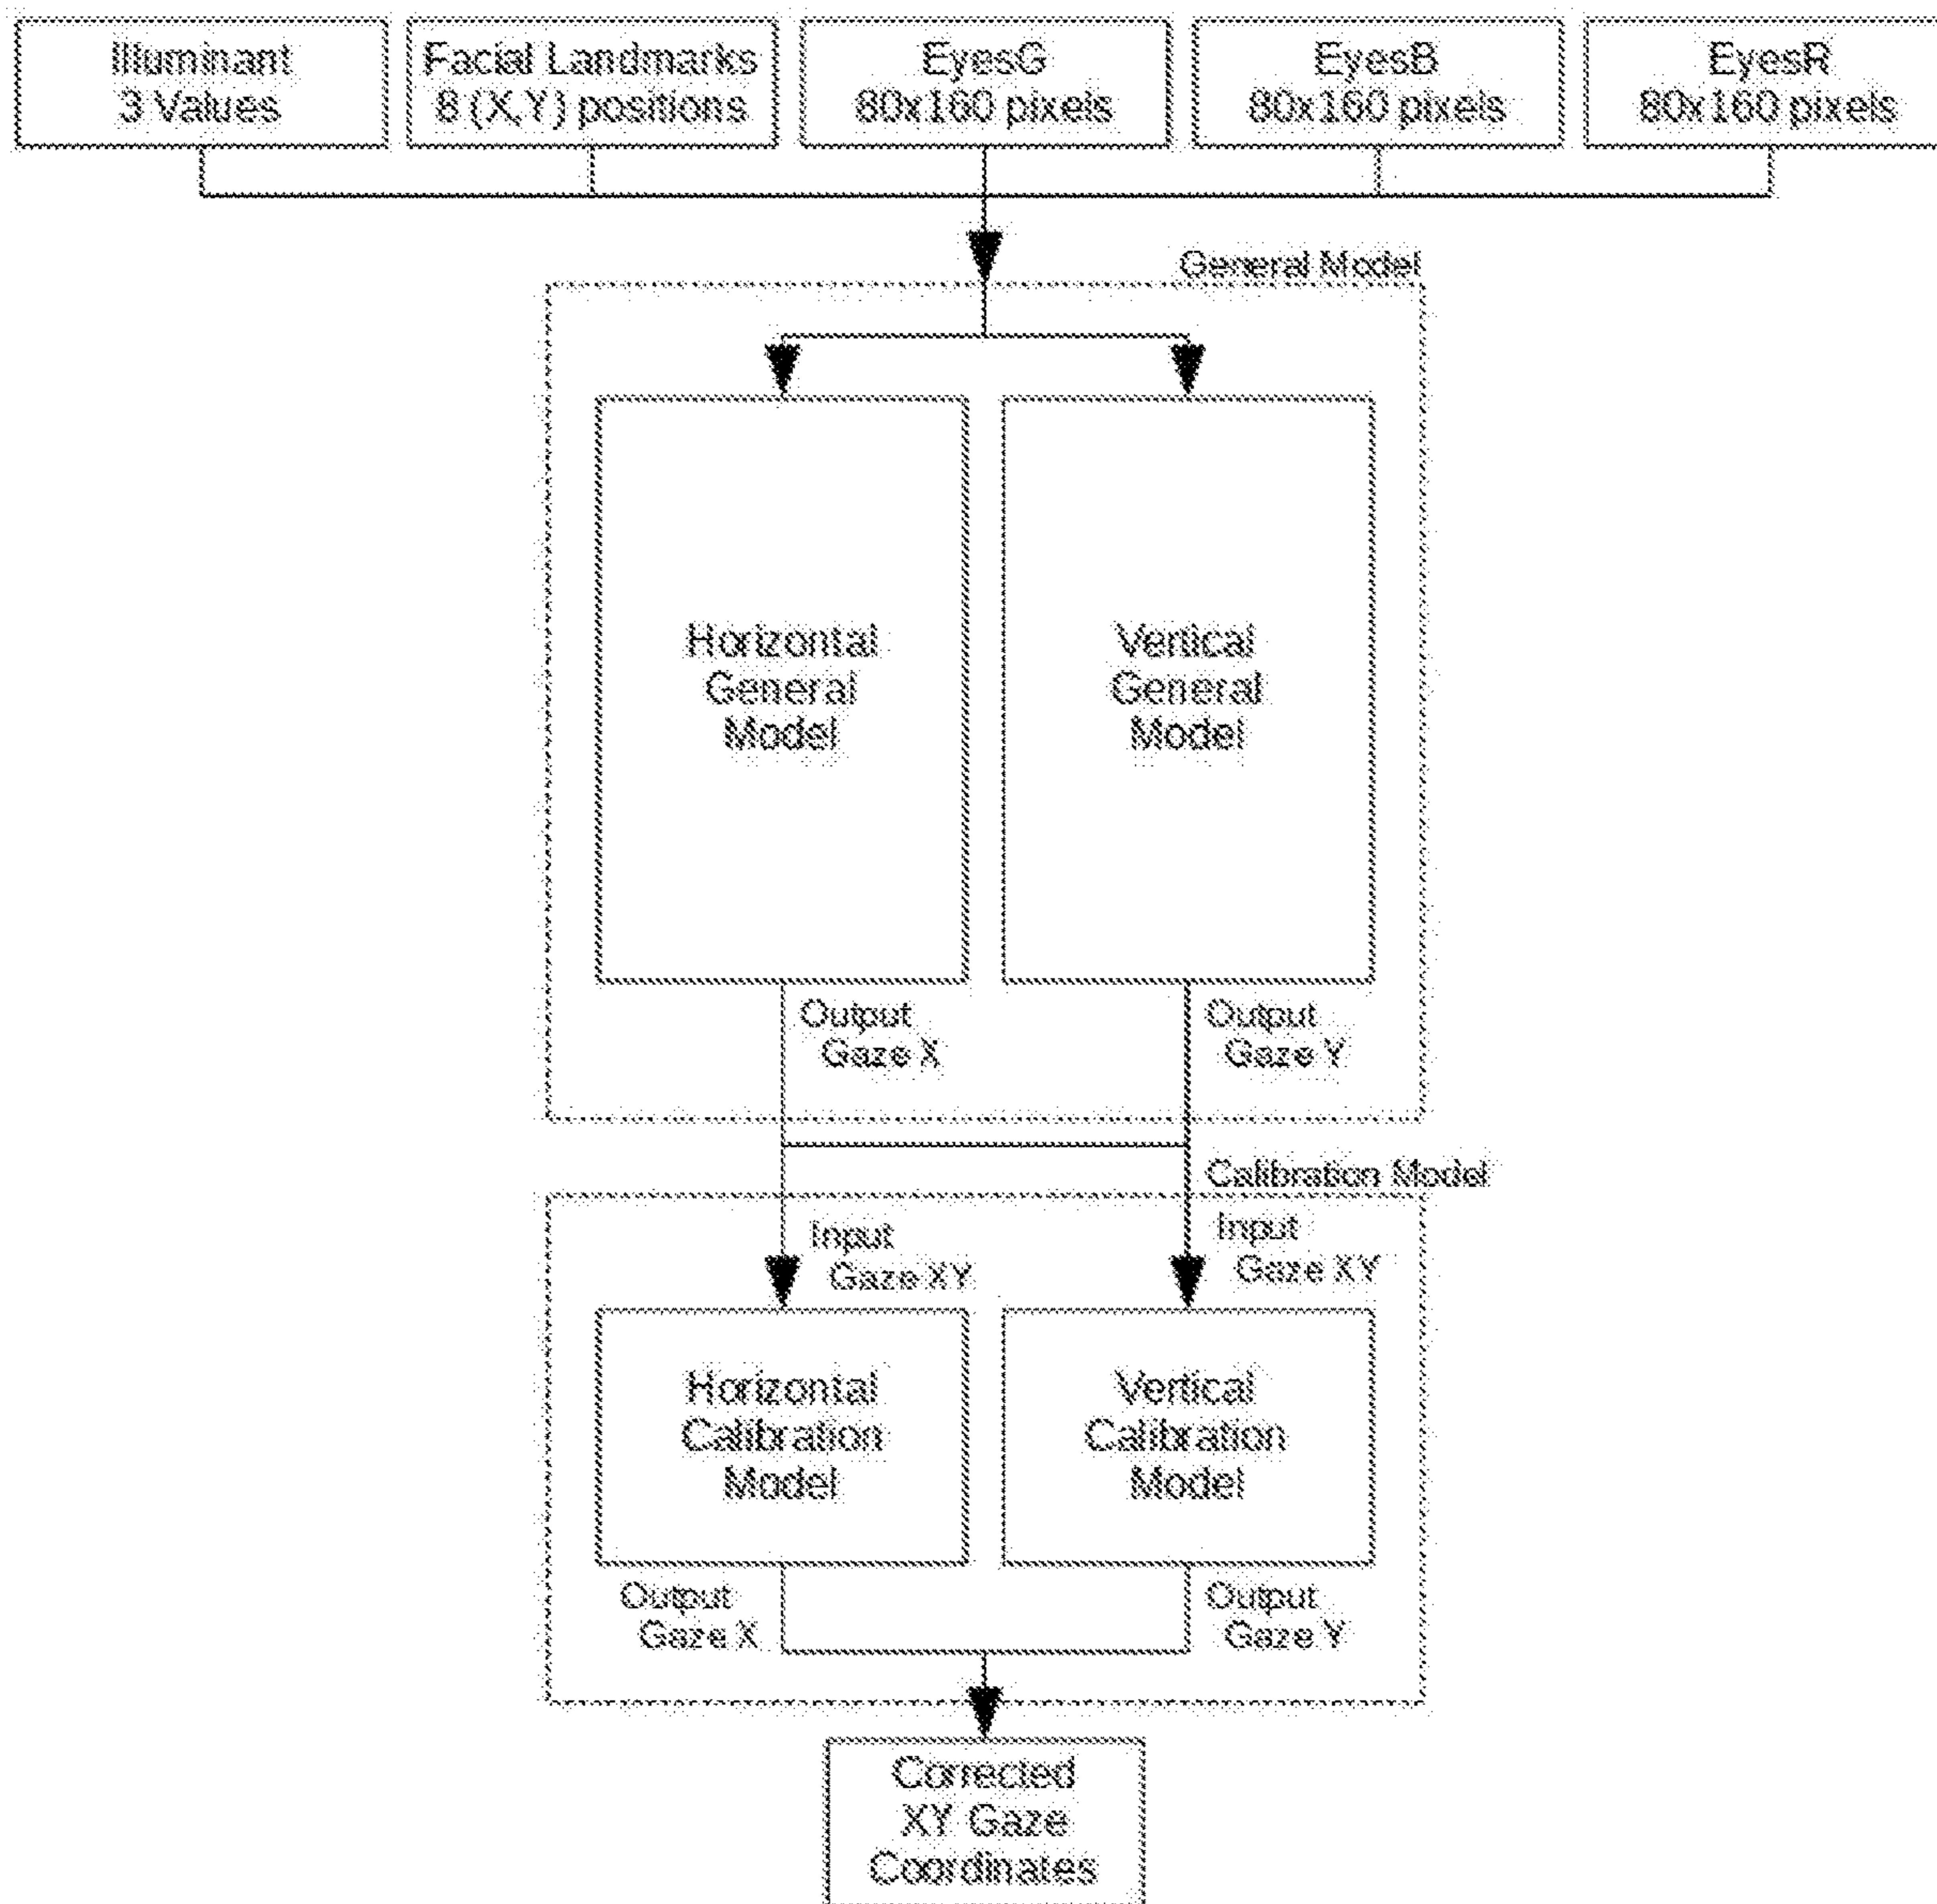 Illuminant
3 Values
Facial Landmarks
8 (X,Y) positions
EyesG
80x160 pixels
EyesB
80x160 pixels
EyesR
80x160 pixels
General Model
Horizontal
General
Model
Vertical
General
Model
Output
Gaze X
Output
Gaze Y
Calibration Model
Input
Gaze XY
Input
Gaze XY
Horizontal
Calibration
Model
Vertical
Calibration
Model
Output
Gaze X
Output
Gaze Y
Corrected
XY Gaze
Coordinates